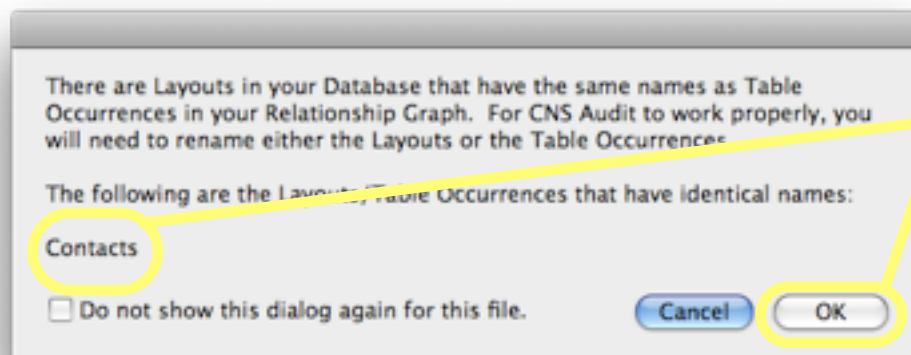 There are Layouts in your Database that have the same names as Table
Occurrences in your Relationship Graph.  For CNS Audit to work properly, you
will need to rename either the Layouts or the Table Occurrences
The following are the Layouts/Table Occurrences that have identical names:
Contacts
Do not show this dialog again for this file.
Cancel
OK